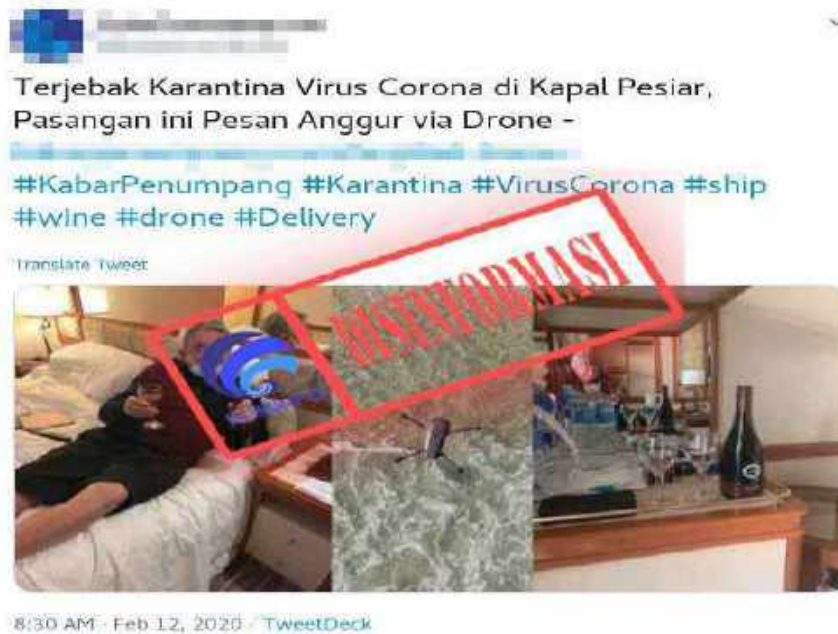 Terjebak Karantina Virus Corona di Kapal Pesiar,
Pasangan ini Pesan Anggur via Drone -
#KabarPenumpang #Karantina #VirusCorona #ship
#wine #drone #Delivery
Translate Tweet
DISINFORMASI
8:30 AM · Feb 12, 2020 · TweetDeck